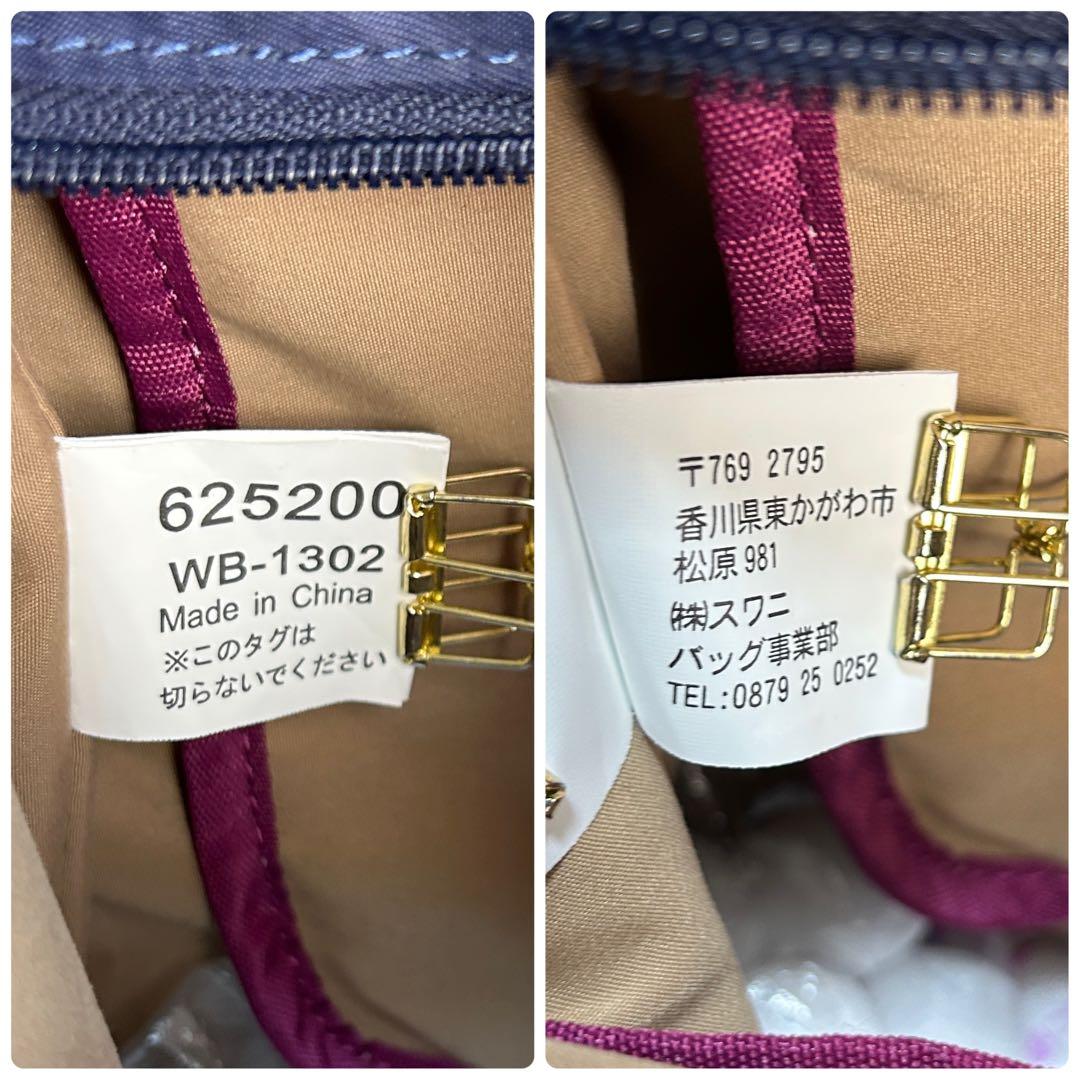 625200
WB-1302
Made in China
※このタグは
切らないでください
〒769 2795
香川県東かがわ市
松原981
㈱スワニ
バッグ事業部
TEL:0879 25 0252